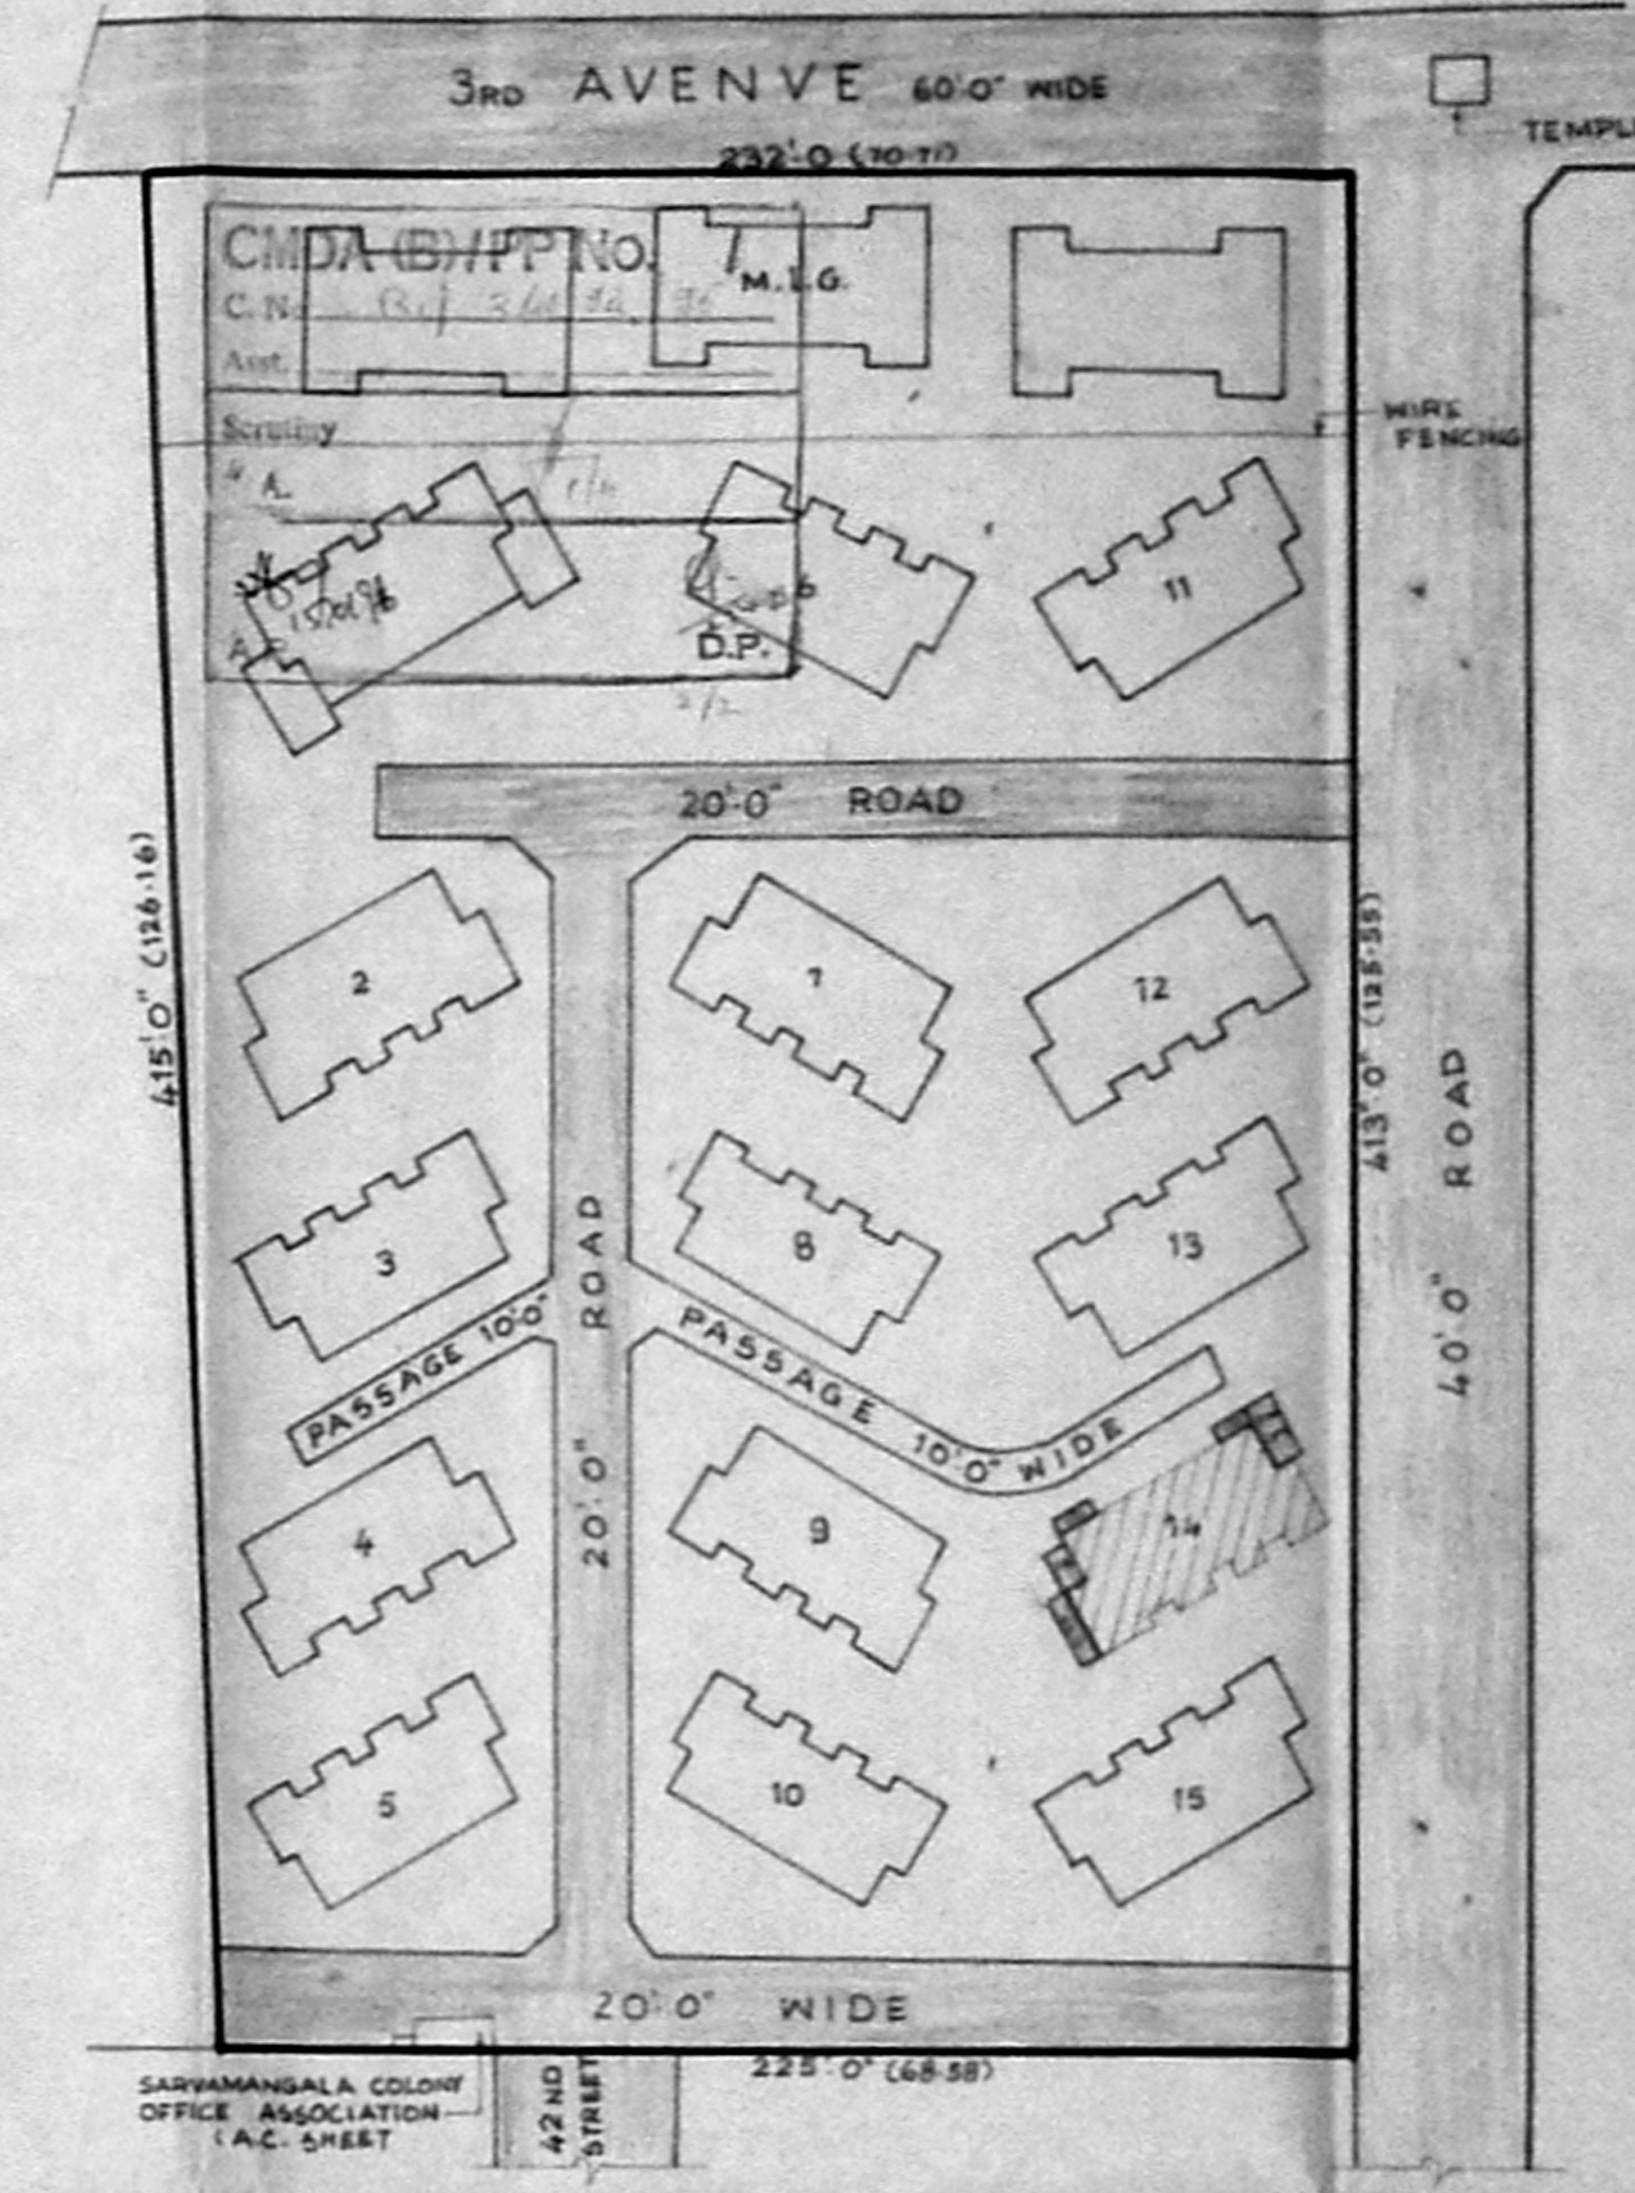 3RD AVENVE 60'0" WIDE
232'-0 (70·71)
TEMPL
CMDA (B)/PP No.
M.I.G.
C. No
Asst.
WIRE
FENCING
Scrutiny
A.
6
11
D.P.
2/2
20'-0" ROAD
415'0" (126·16)
413'0" (125·55)
2
1
12
3
8
13
PASSAGE 10'0"
PASSAGE 10'0" WIDE
20'0" ROAD
40'0" ROAD
4
9
14
5
10
15
20'0" WIDE
225'0" (68·58)
SARVAMANGALA COLONY
OFFICE ASSOCIATION
(A.C. SHEET
42ND
STREET